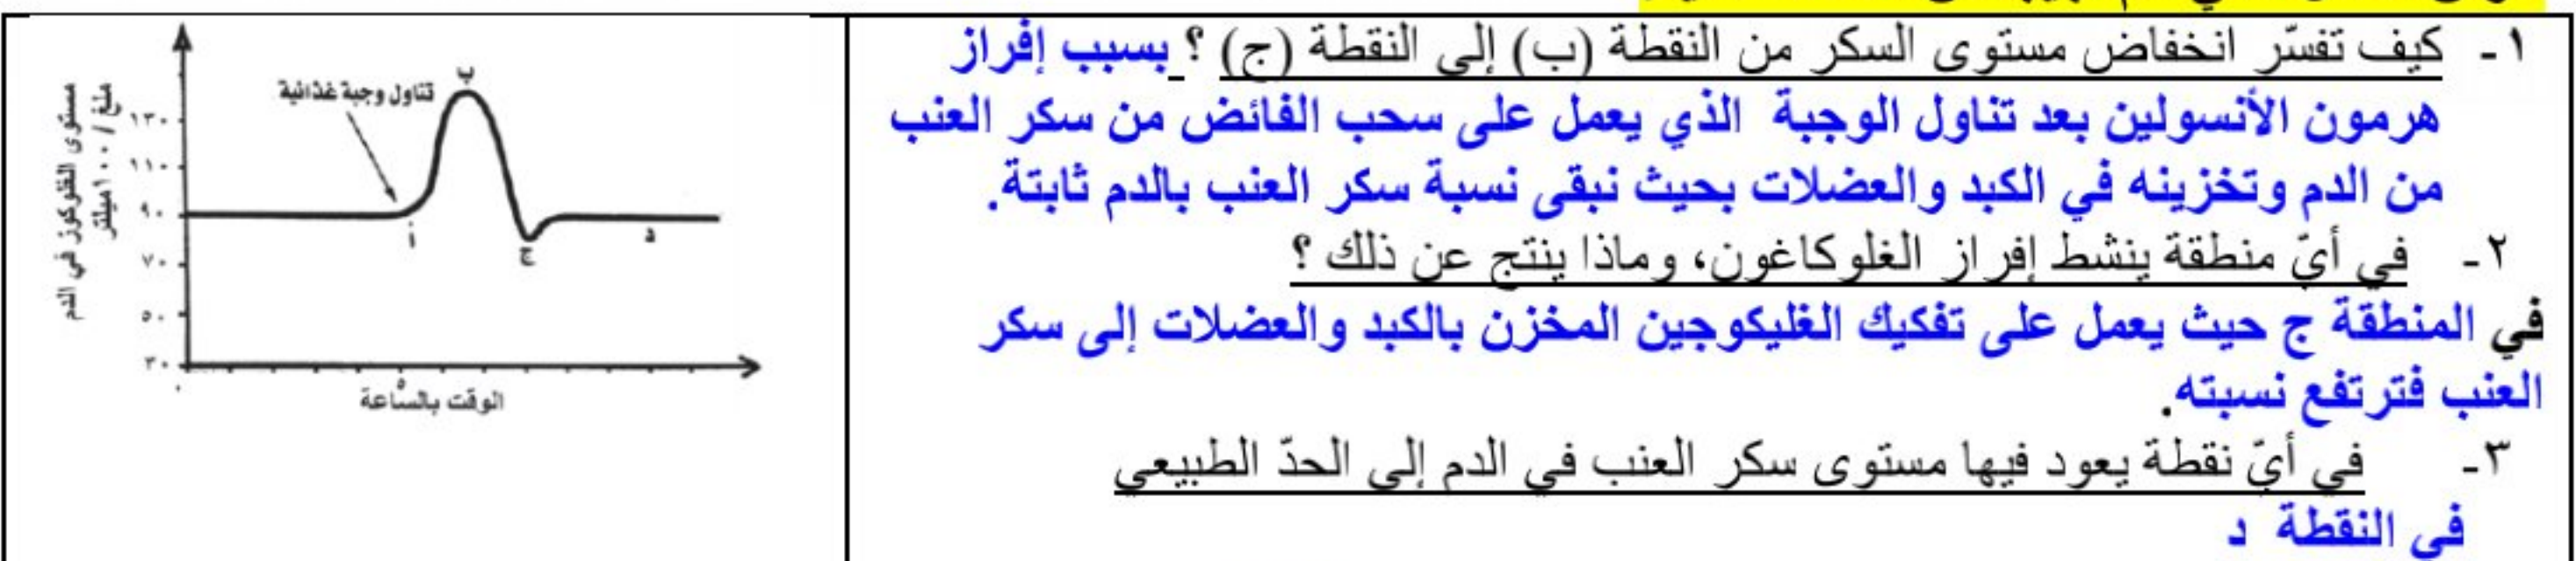 ١- كيف تفسّر انخفاض مستوى السكر من النقطة (ب) إلى النقطة (ج) ؟ بسبب إفراز
هرمون الأنسولين بعد تناول الوجبة الذي يعمل على سحب الفائض من سكر العنب
من الدم وتخزينه في الكبد والعضلات بحيث نبقى نسبة سكر العنب بالدم ثابتة.
٢- في أيّ منطقة ينشط إفراز الغلوكاغون، وماذا ينتج عن ذلك ؟
في المنطقة ج حيث يعمل على تفكيك الغليكوجين المخزن بالكبد والعضلات إلى سكر
العنب فترتفع نسبته.
٣- في أيّ نقطة يعود فيها مستوى سكر العنب في الدم إلى الحدّ الطبيعي
في النقطة د
مستوى الغلوكوز في الدم
ملغ / ١٠٠ ميلتر
تناول وجبة غذائية
ب
١٣٠
١١٠
٩٠
أ
د
ج
٧٠
٥٠
٣٠
٠
٥
الوقت بالساعة